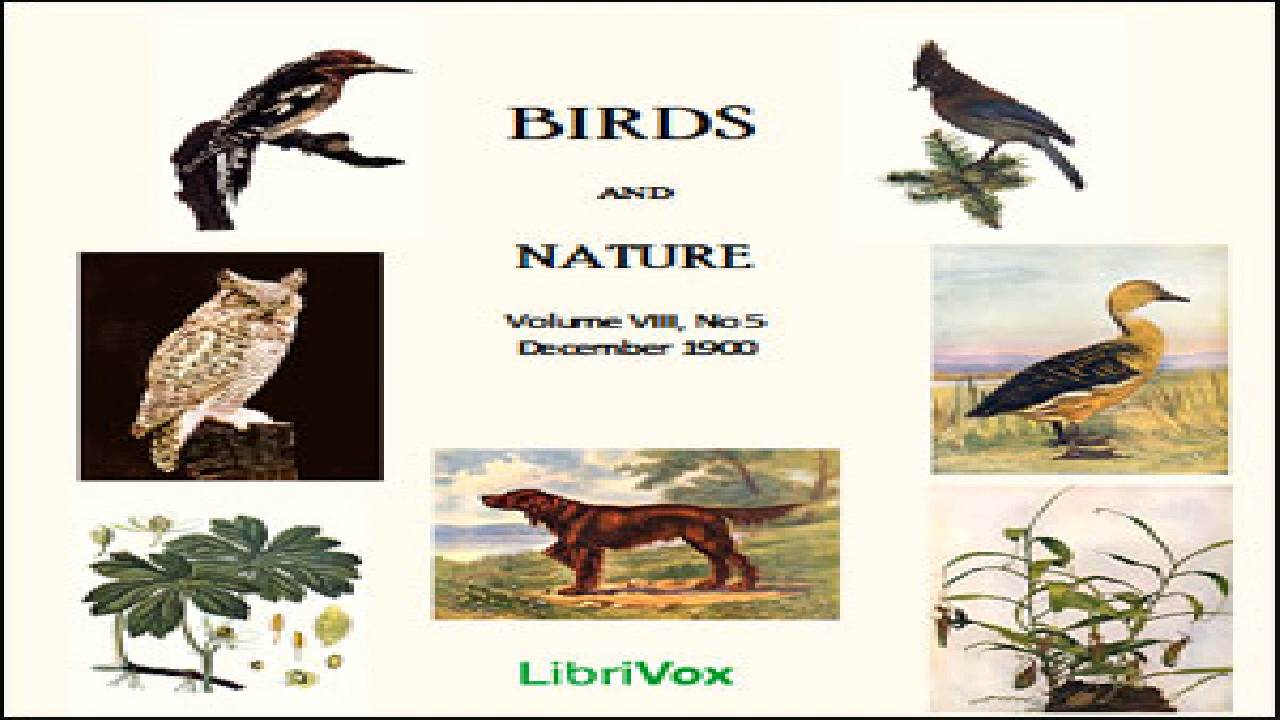 BIRDS
AND
NATURE
Volume VIII, No 5
December 1900
LibriVox